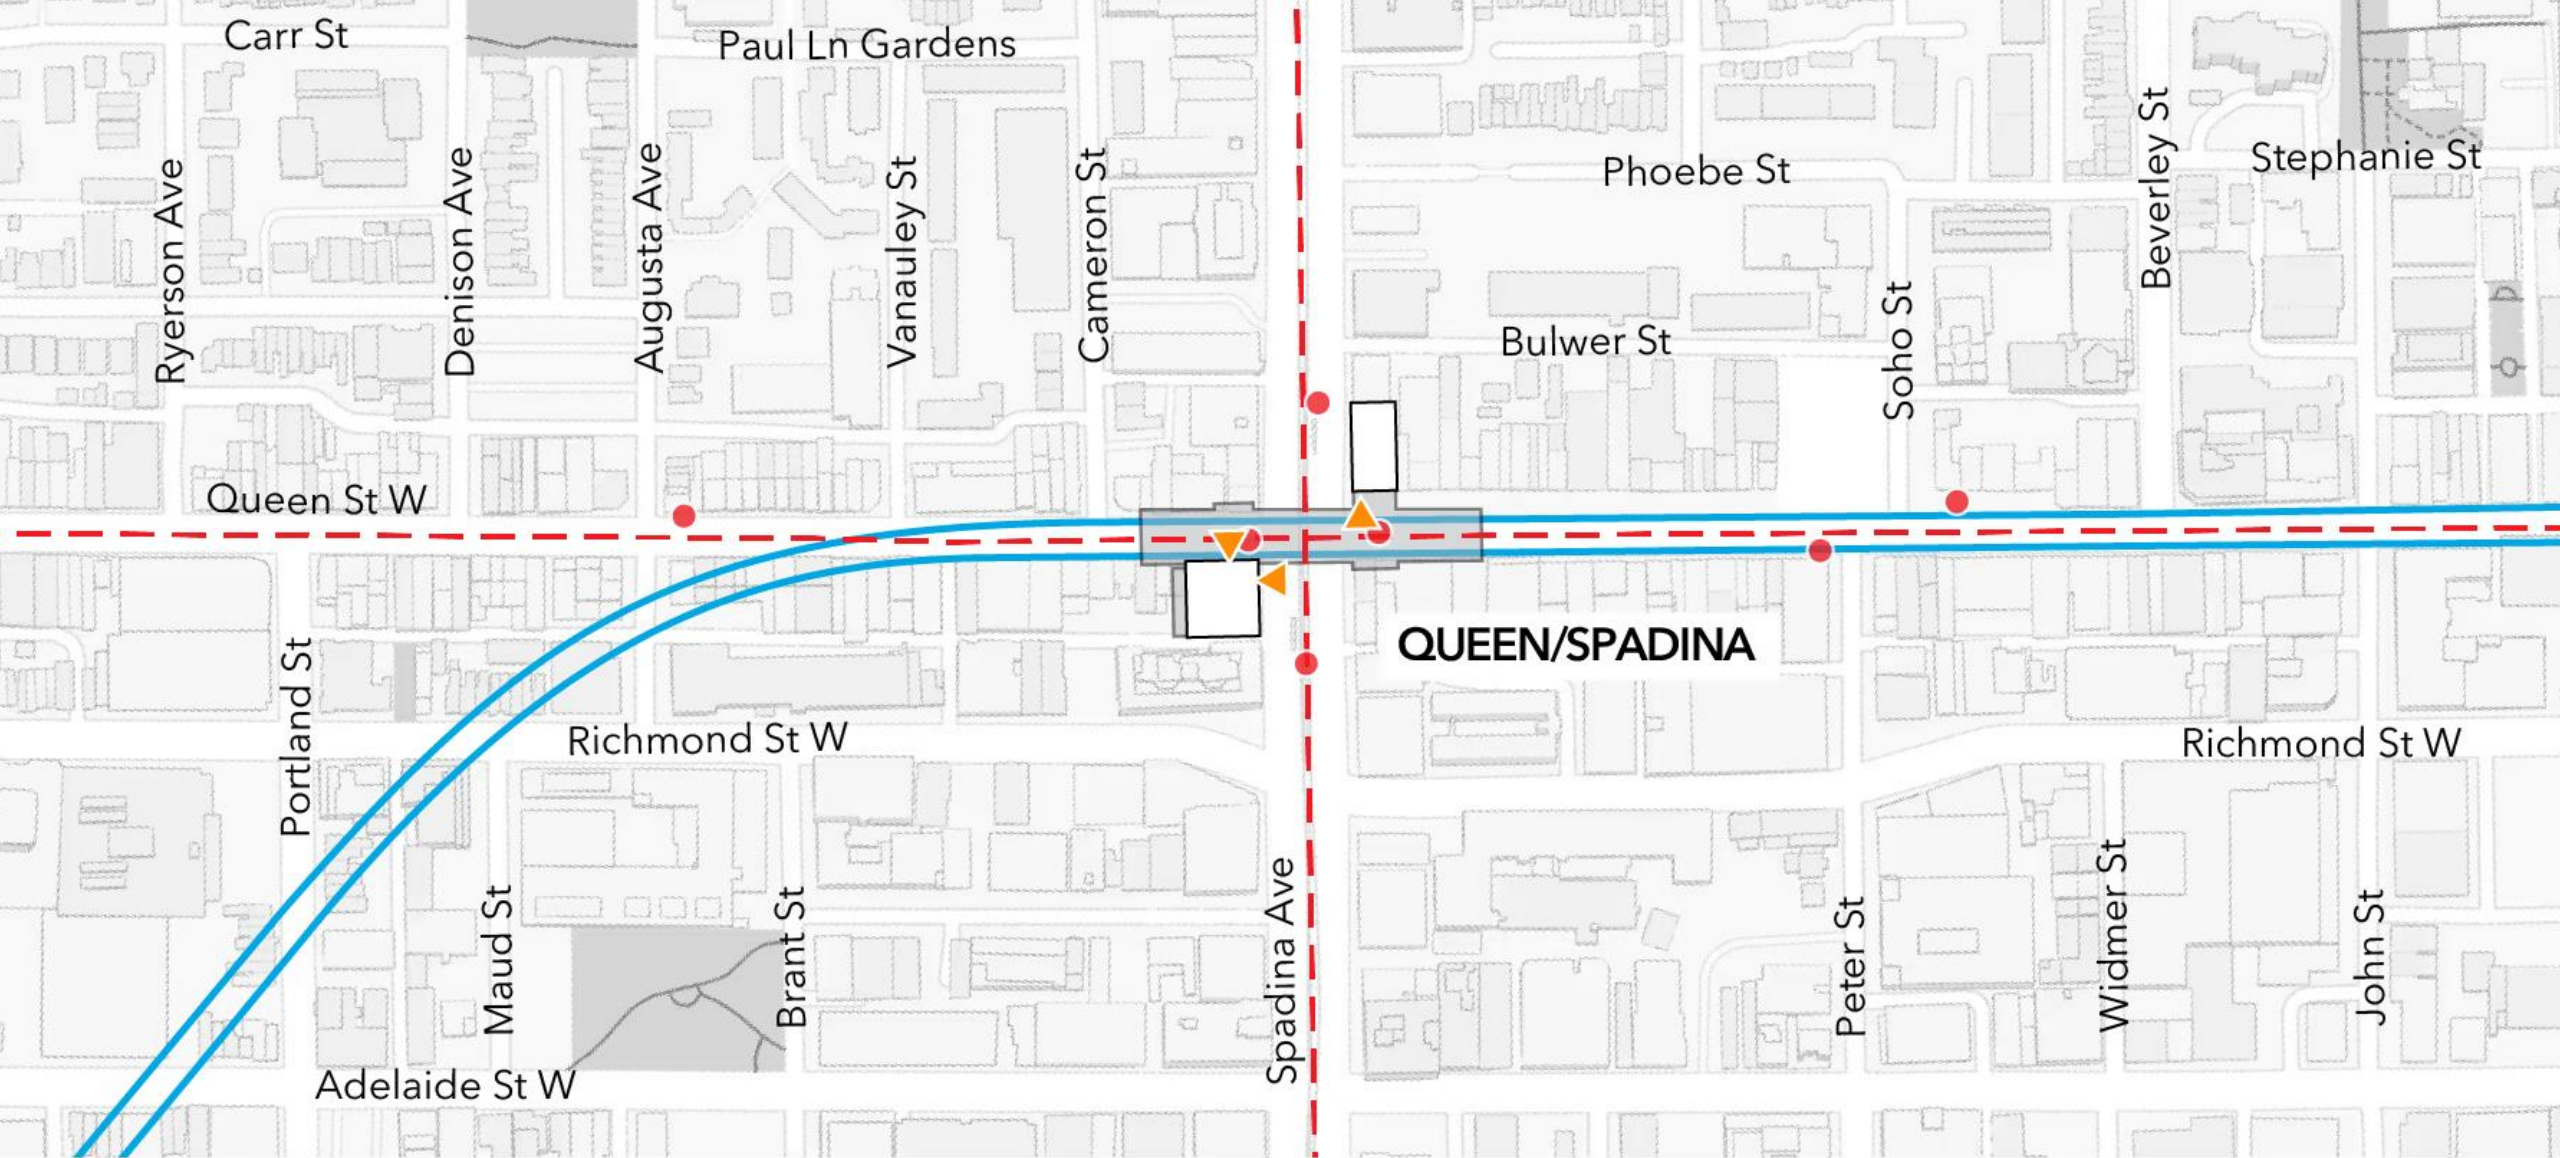 Carr St
Paul Ln Gardens
Ryerson Ave
Denison Ave
Augusta Ave
Vanauley St
Cameron St
Phoebe St
Beverley St
Stephanie St
Bulwer St
Soho St
Queen St W
QUEEN/SPADINA
Portland St
Richmond St W
Richmond St W
Maud St
Brant St
Spadina Ave
Peter St
Widmer St
John St
Adelaide St W